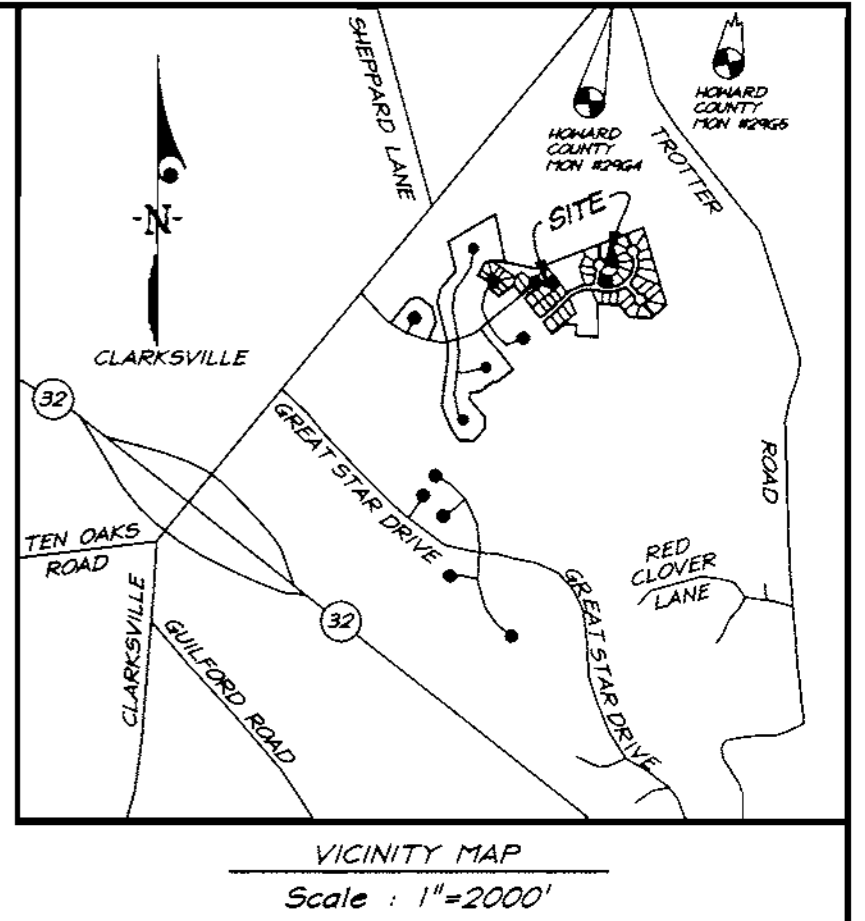 SHEPPARD LANE
HOWARD
COUNTY
MON #29G4
HOWARD
COUNTY
MON #29G5
TROTTER
SITE
-N-
CLARKSVILLE
32
GREAT STAR DRIVE
ROAD
TEN OAKS
ROAD
RED
CLOVER
LANE
GREAT STAR DRIVE
32
CLARKSVILLE
GUILFORD ROAD
VICINITY MAP
Scale : 1"=2000'